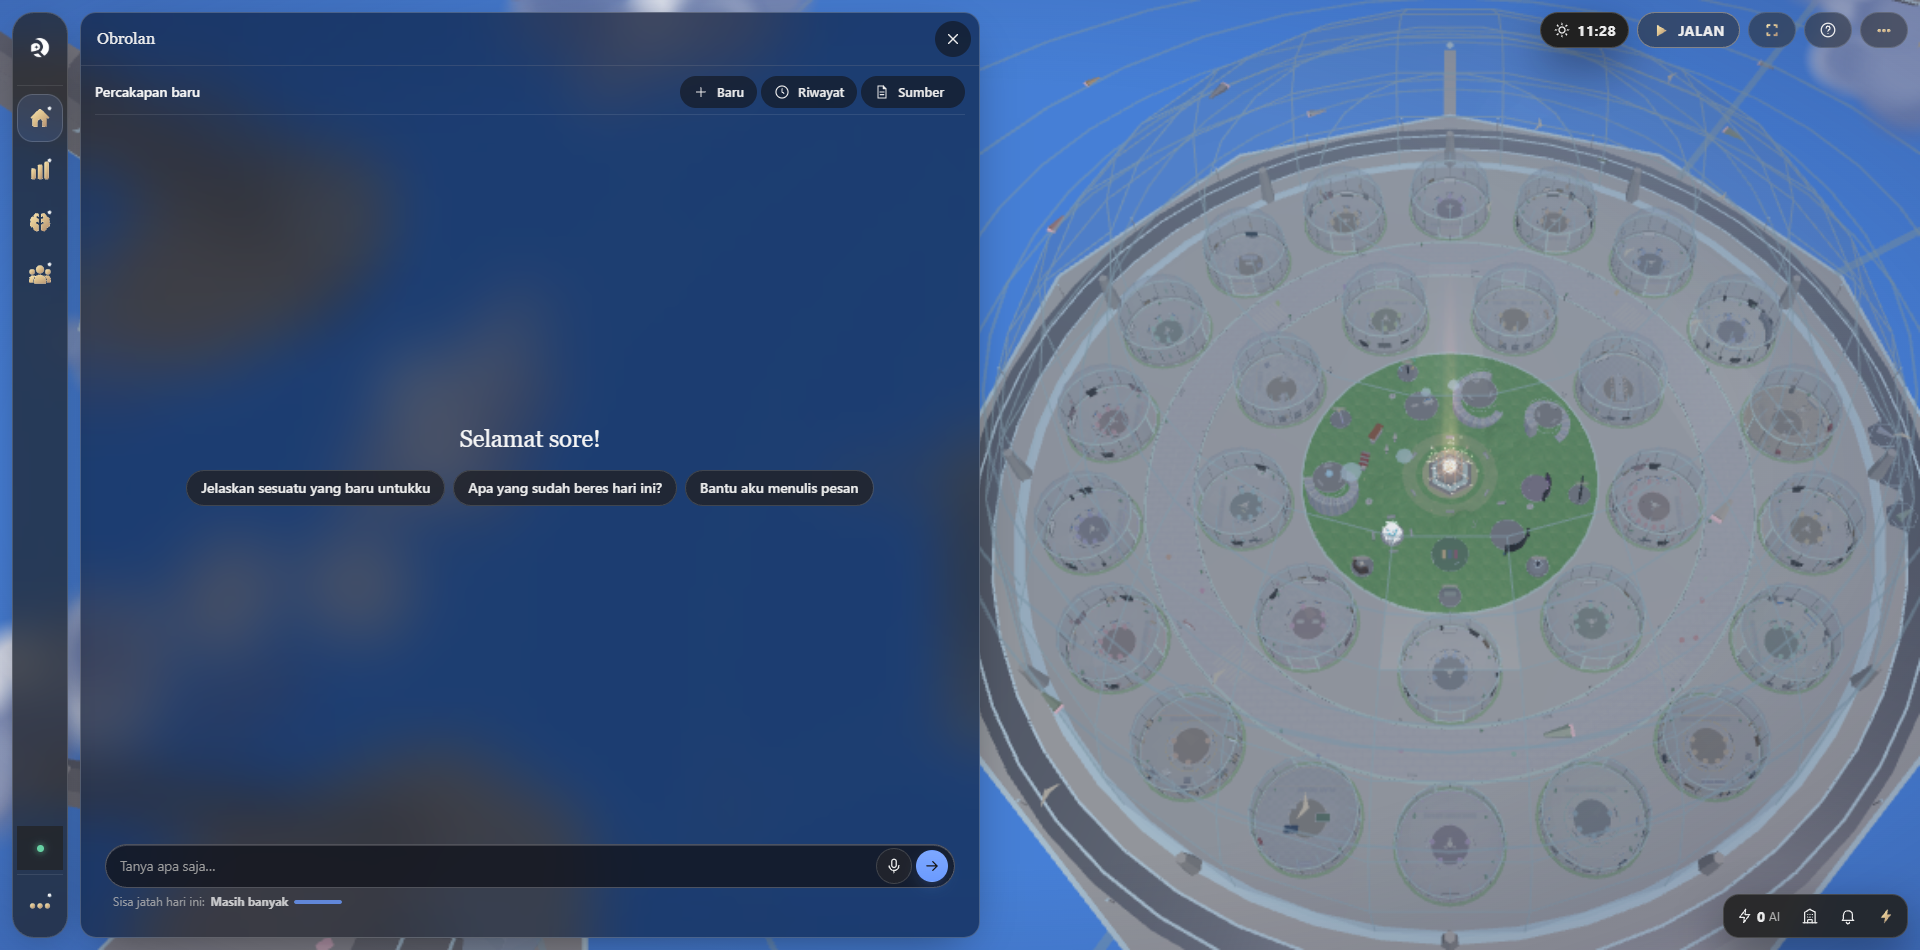 Obrolan
11:28
JALAN
Percakapan baru
Baru
Riwayat
Sumber
Selamat sore!
Jelaskan sesuatu yang baru untukku
Apa yang sudah beres hari ini?
Bantu aku menulis pesan
Tanya apa saja...
Sisa jatah hari ini: Masih banyak
0 AI